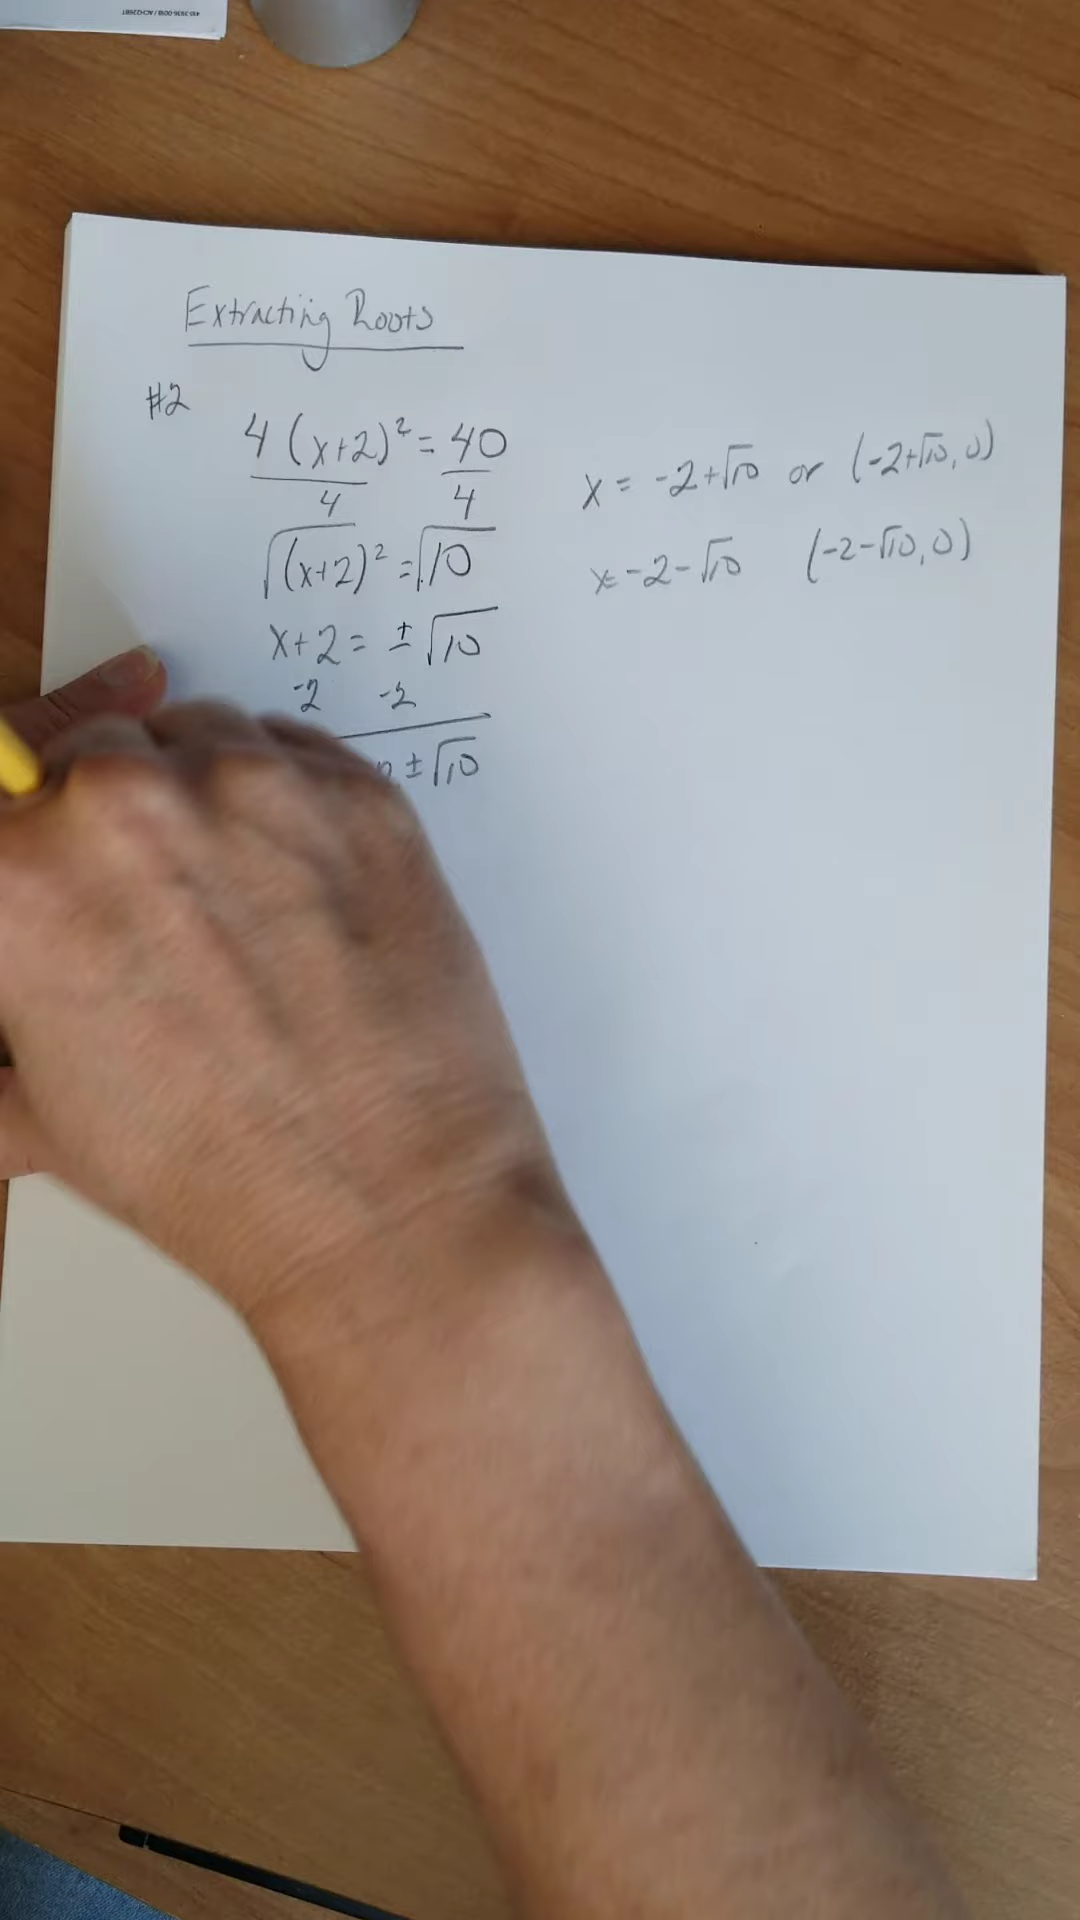 Extracting Roots
#2
4(x+2)² = 40
4 4
√(x+2)² = √10
x+2 = ±√10
-2 -2
± √10
x = -2+√10 or (-2+√10, 0)
x = -2-√10 (-2-√10, 0)